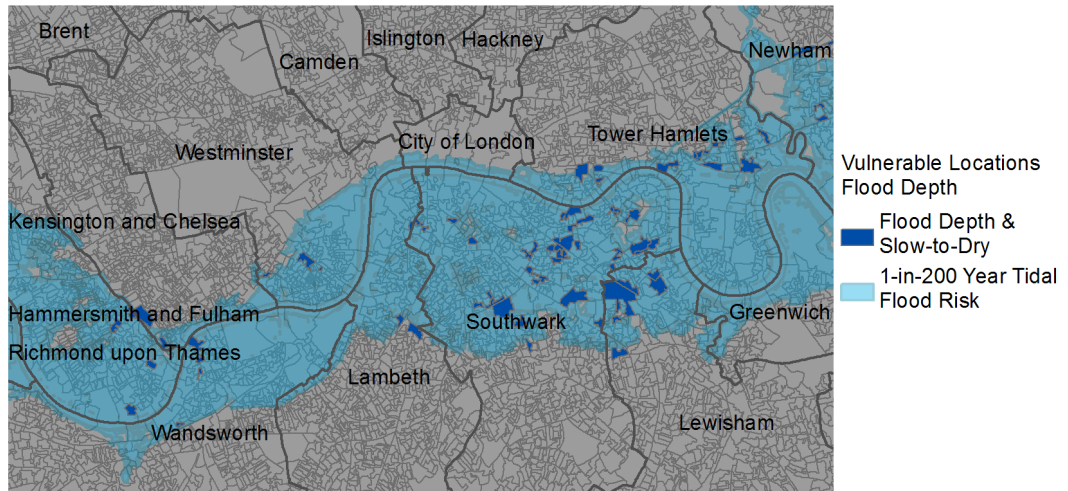 Brent
Islington
Hackney
Camden
Newham
Tower Hamlets
City of London
Westminster
Kensington and Chelsea
Hammersmith and Fulham
Richmond upon Thames
Southwark
Greenwich
Lambeth
Lewisham
Wandsworth
Vulnerable Locations
Flood Depth
Flood Depth &
Slow-to-Dry
1-in-200 Year Tidal
Flood Risk